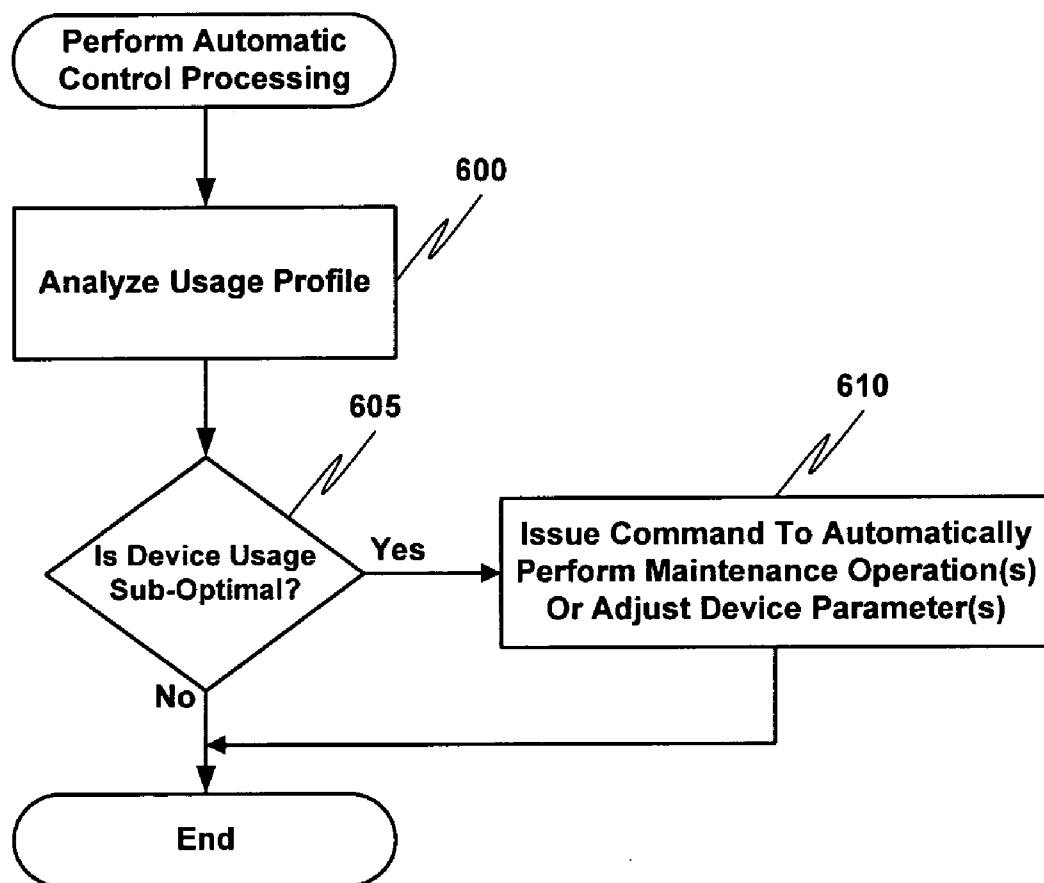 Perform Automatic
Control Processing
600
Analyze Usage Profile
605
610
Is Device Usage
Sub-Optimal?
Yes
Issue Command To Automatically
Perform Maintenance Operation(s)
Or Adjust Device Parameter(s)
No
End